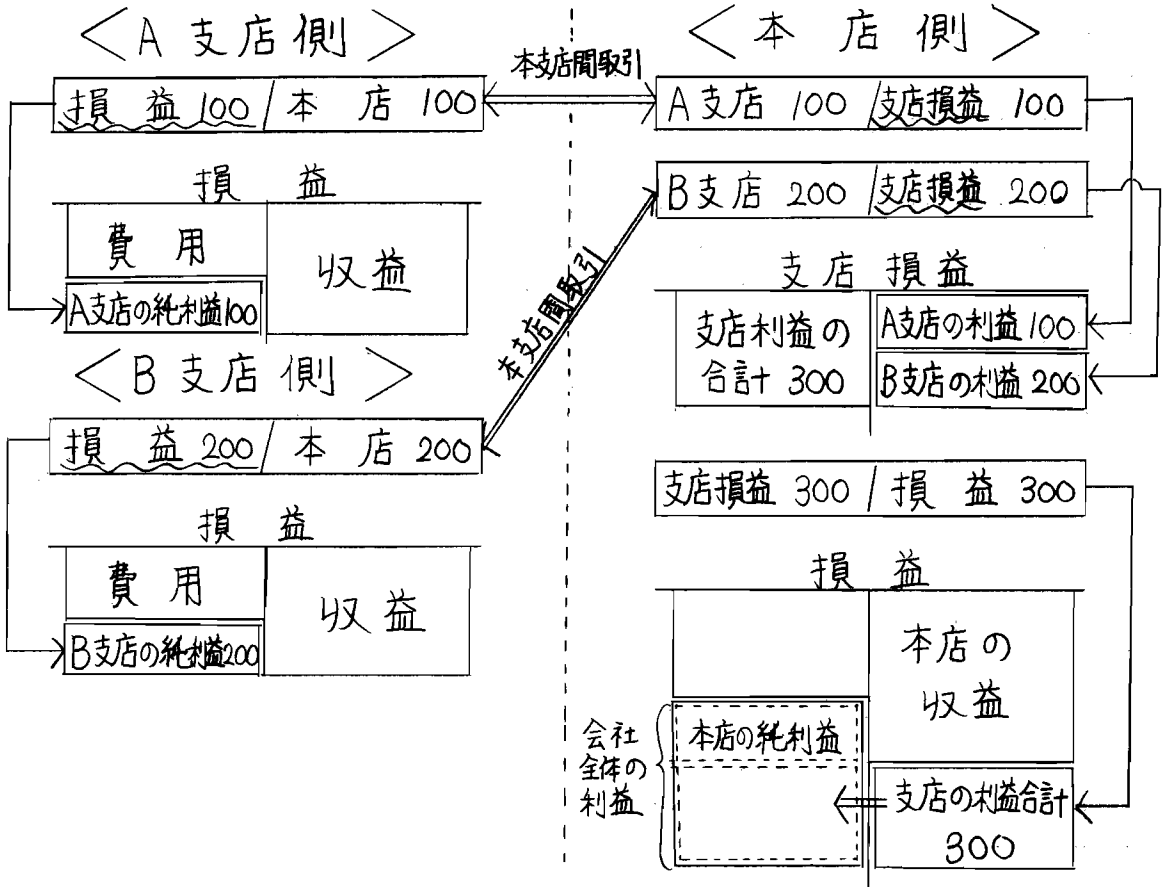 ＜A支店側＞
損益100/本店100
損益
費用
収益
A支店の純利益100
＜B支店側＞
損益200/本店200
損益
費用
収益
B支店の純利益200
本支店間取引
本支店間取引
＜本店側＞
A支店 100/支店損益 100
B支店 200/支店損益 200
支店損益
支店利益の
合計 300
A支店の利益100
B支店の利益200
支店損益 300/損益 300
損益
本店の
収益
会社
全体の
利益
本店の純利益
支店の利益合計
300